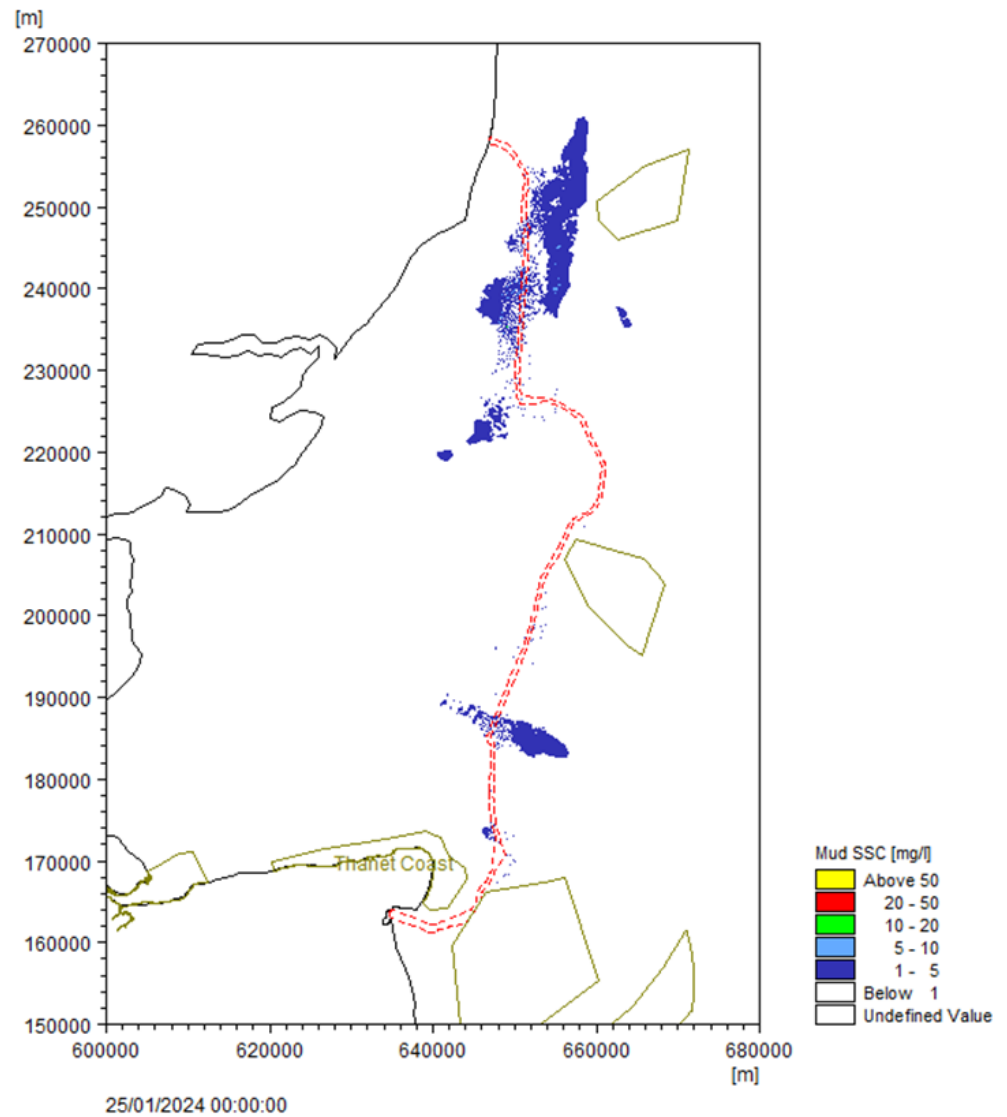 [m]
270000
260000
250000
240000
230000
220000
210000
200000
190000
180000
170000
160000
150000
Thanet Coast
600000 620000 640000 660000 680000
[m]
25/01/2024 00:00:00
Mud SSC [mg/l]
Above 50
20 - 50
10 - 20
5 - 10
1 - 5
Below 1
Undefined Value